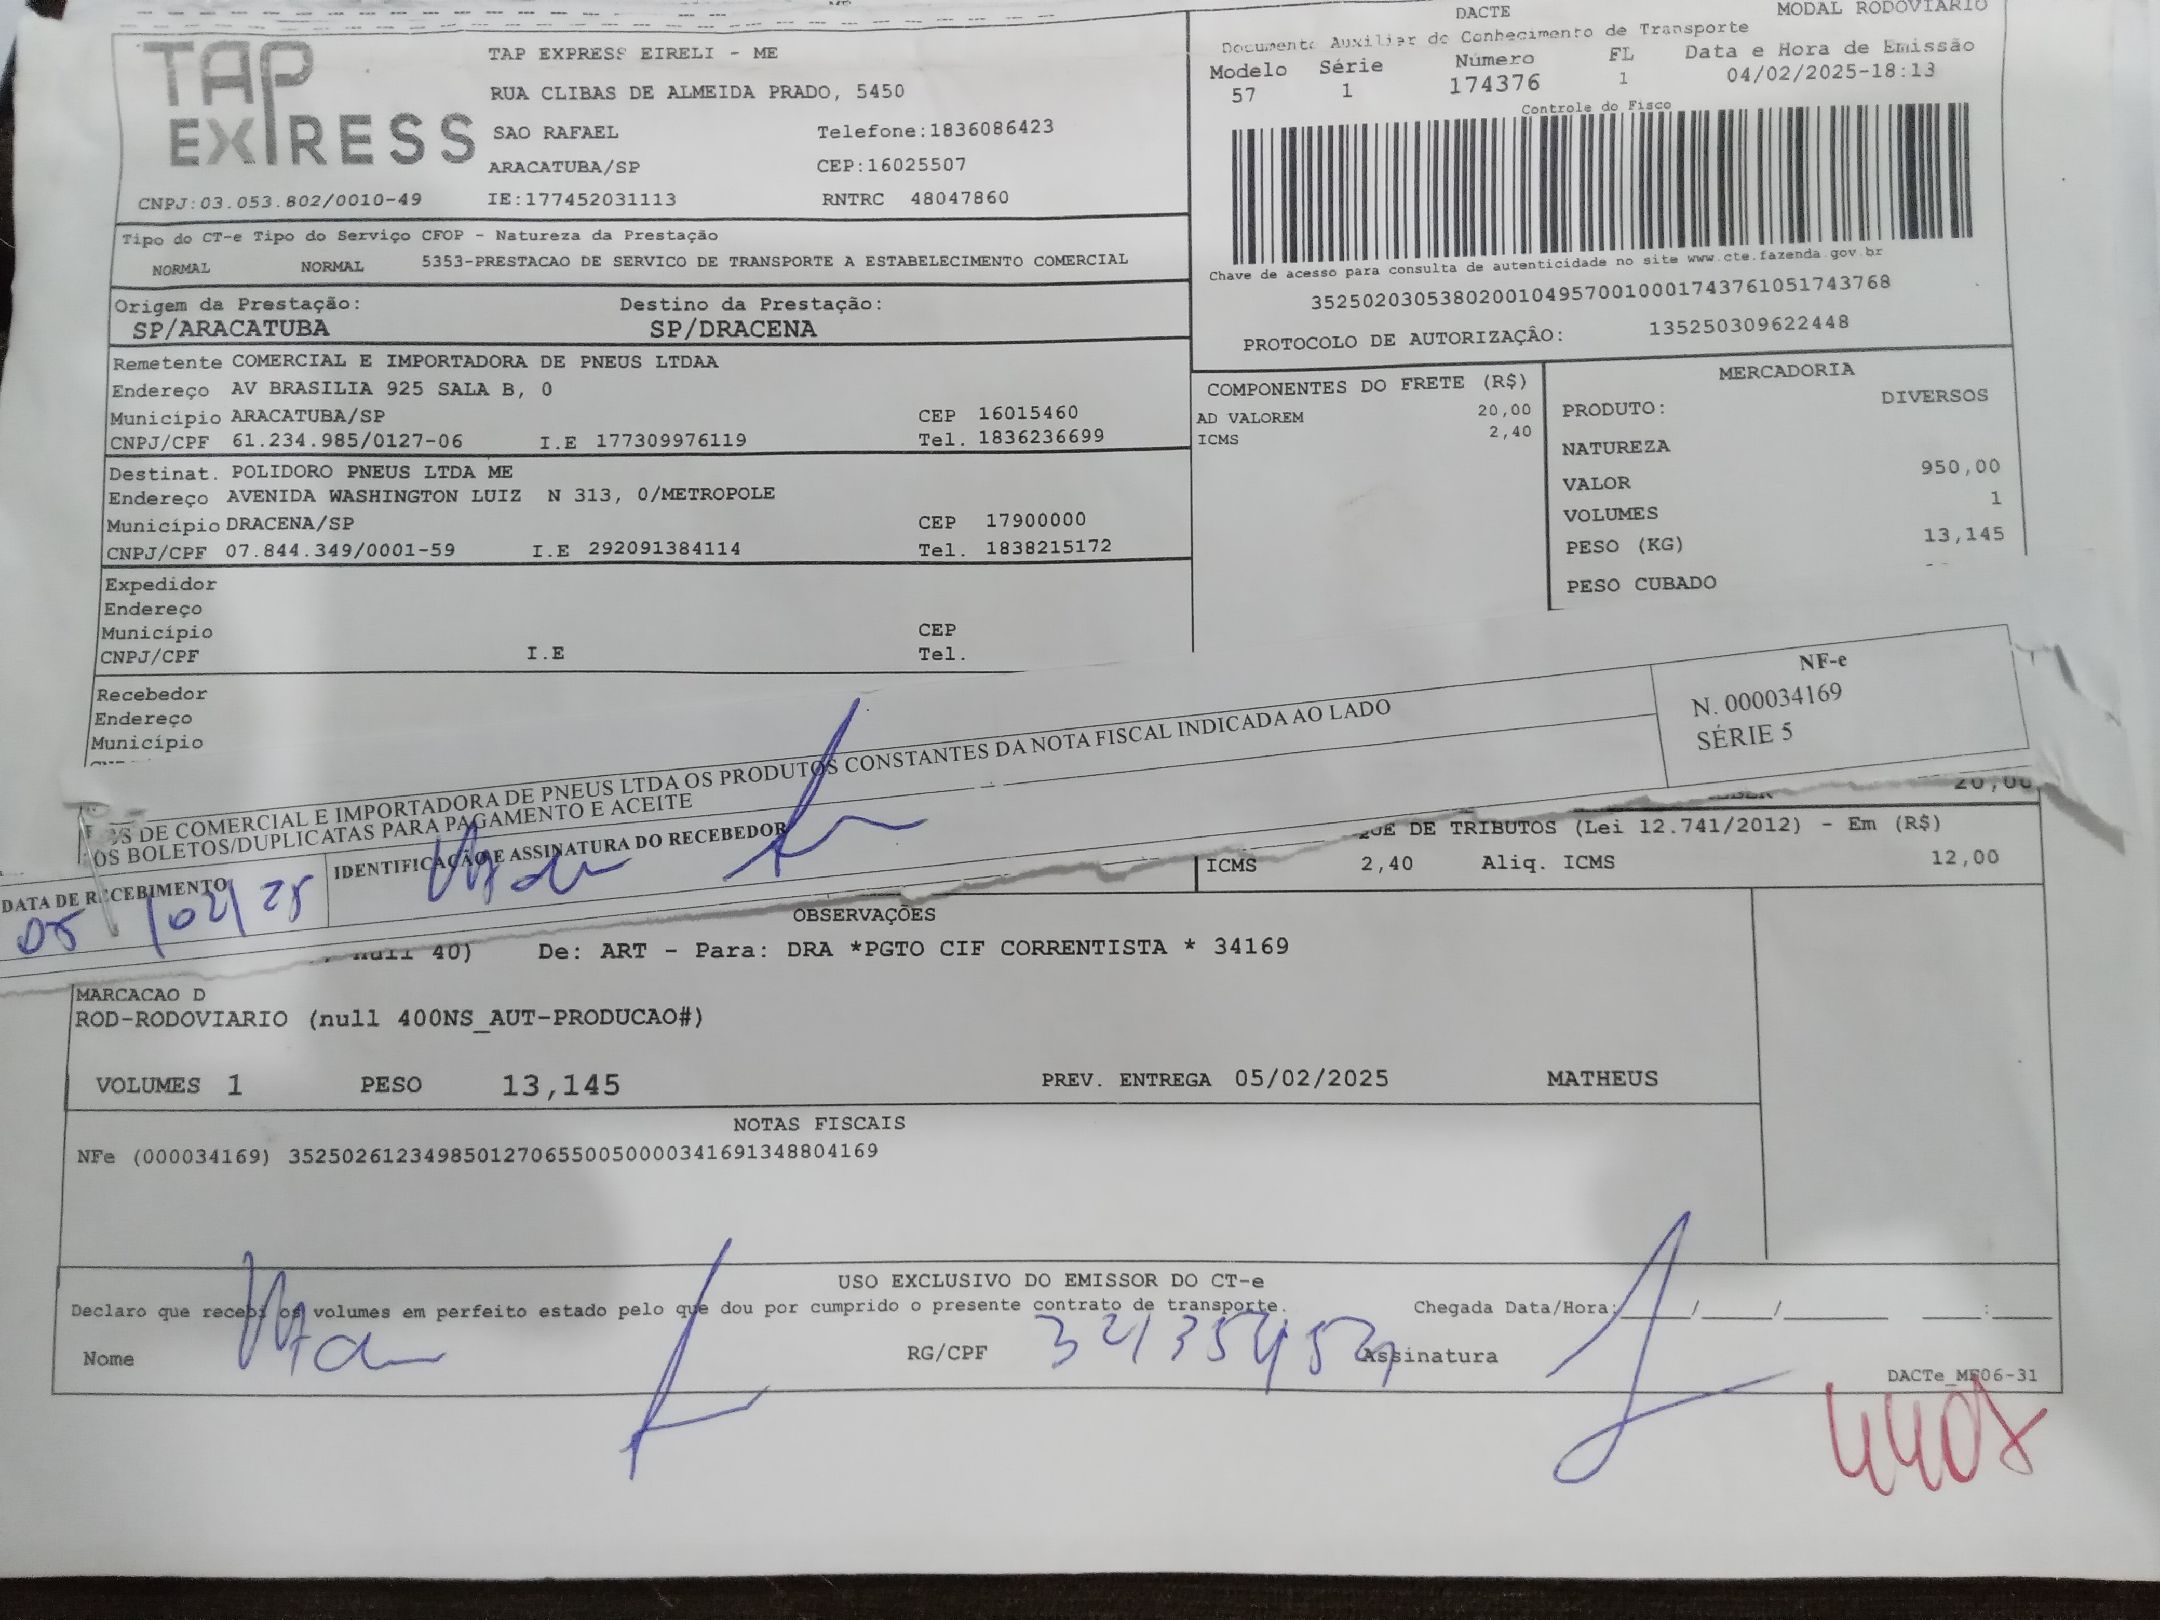 DACTE
MODAL RODOVIARIO
Documento Auxiliar do Conhecimento de Transporte
Modelo Série Número FL Data e Hora de Emissão
57 1 174376 1 04/02/2025-18:13
Controle do Fisco
TAP EXPRESS
TAP EXPRESS EIRELI - ME
RUA CLIBAS DE ALMEIDA PRADO, 5450
SAO RAFAEL Telefone:1836086423
ARACATUBA/SP CEP:16025507
CNPJ:03.053.802/0010-49 IE:177452031113 RNTRC 48047860
Tipo do CT-e Tipo do Serviço CFOP - Natureza da Prestação
NORMAL NORMAL 5353-PRESTACAO DE SERVICO DE TRANSPORTE A ESTABELECIMENTO COMERCIAL
Chave de acesso para consulta de autenticidade no site www.cte.fazenda.gov.br
35250203053802001049570010001743761051743768
PROTOCOLO DE AUTORIZAÇÂO: 135250309622448
Origem da Prestação: Destino da Prestação:
SP/ARACATUBA SP/DRACENA
Remetente COMERCIAL E IMPORTADORA DE PNEUS LTDAA
Endereço AV BRASILIA 925 SALA B, 0
Município ARACATUBA/SP CEP 16015460
CNPJ/CPF 61.234.985/0127-06 I.E 177309976119 Tel. 1836236699
Destinat. POLIDORO PNEUS LTDA ME
Endereço AVENIDA WASHINGTON LUIZ N 313, 0/METROPOLE
Município DRACENA/SP CEP 17900000
CNPJ/CPF 07.844.349/0001-59 I.E 292091384114 Tel. 1838215172
Expedidor
Endereço
Município CEP
CNPJ/CPF I.E Tel.
Recebedor
Endereço
Município
COMPONENTES DO FRETE (R$)
AD VALOREM 20,00
ICMS 2,40
MERCADORIA
PRODUTO: DIVERSOS
NATUREZA
VALOR 950,00
VOLUMES 1
PESO (KG) 13,145
PESO CUBADO
DE COMERCIAL E IMPORTADORA DE PNEUS LTDA OS PRODUTOS CONSTANTES DA NOTA FISCAL INDICADA AO LADO
OS BOLETOS/DUPLICATAS PARA PAGAMENTO E ACEITE
NF-e
N. 000034169
SÉRIE 5
DATA DE RECEBIMENTO IDENTIFICAÇÃO E ASSINATURA DO RECEBEDOR
05/02/25
20,00
DE TRIBUTOS (Lei 12.741/2012) - Em (R$)
ICMS 2,40 Aliq. ICMS 12,00
OBSERVAÇÕES
null 40) De: ART - Para: DRA *PGTO CIF CORRENTISTA * 34169
MARCACAO D
ROD-RODOVIARIO (null 400NS_AUT-PRODUCAO#)
VOLUMES 1 PESO 13,145 PREV. ENTREGA 05/02/2025 MATHEUS
NOTAS FISCAIS
NFe (000034169) 35250261234985012706550050000341691348804169
USO EXCLUSIVO DO EMISSOR DO CT-e
Declaro que recebi os volumes em perfeito estado pelo que dou por cumprido o presente contrato de transporte. Chegada Data/Hora: / / :
Nome RG/CPF Assinatura
DACTe_MF06-31